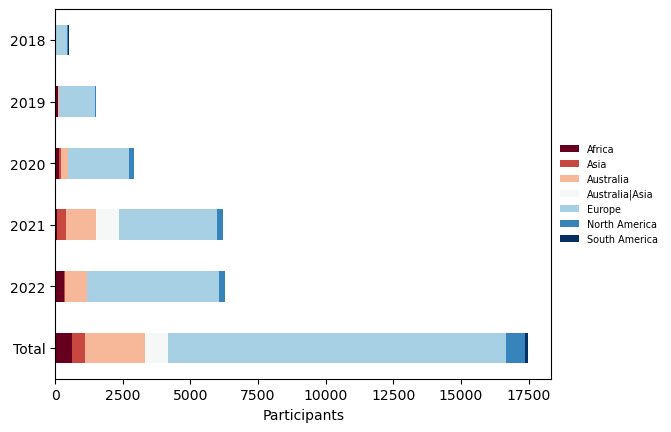 2018
2019
2020
2021
2022
Total
0 2500 5000 7500 10000 12500 15000 17500
Participants
Africa
Asia
Australia
Australia|Asia
Europe
North America
South America